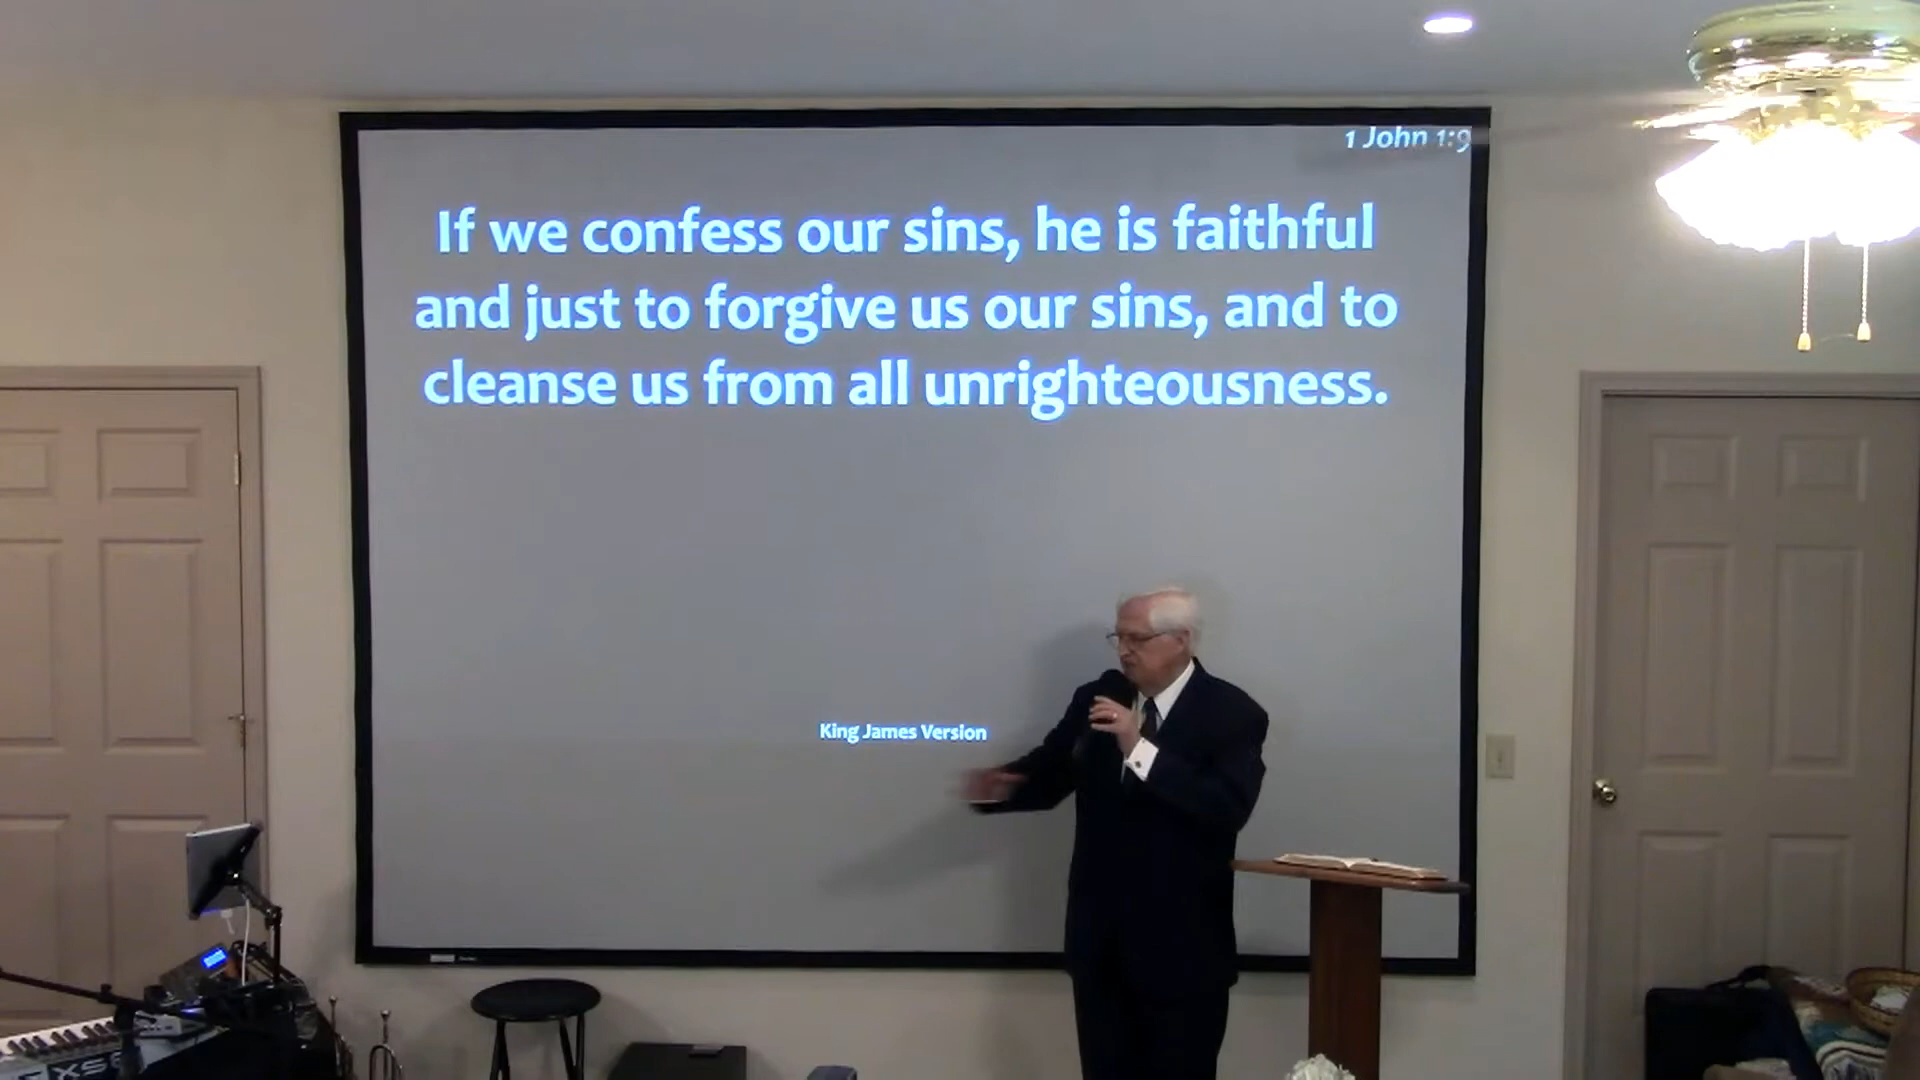 1 John 1:9
If we confess our sins, he is faithful
and just to forgive us our sins, and to
cleanse us from all unrighteousness.
King James Version
XS6